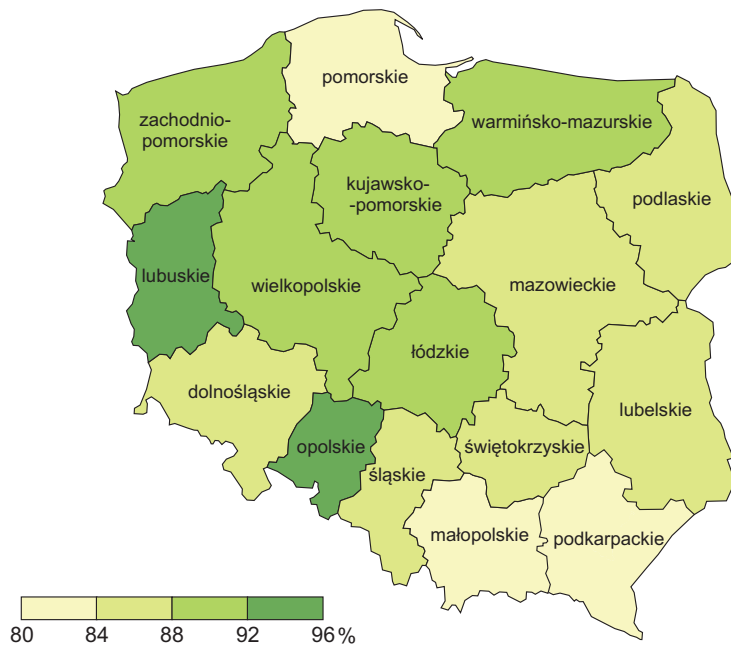 pomorskie
zachodnio-
pomorskie
warmińsko-mazurskie
kujawsko-
-pomorskie
podlaskie
lubuskie
wielkopolskie
mazowieckie
łódzkie
dolnośląskie
lubelskie
opolskie
śląskie
świętokrzyskie
małopolskie
podkarpackie
80 84 88 92 96 %